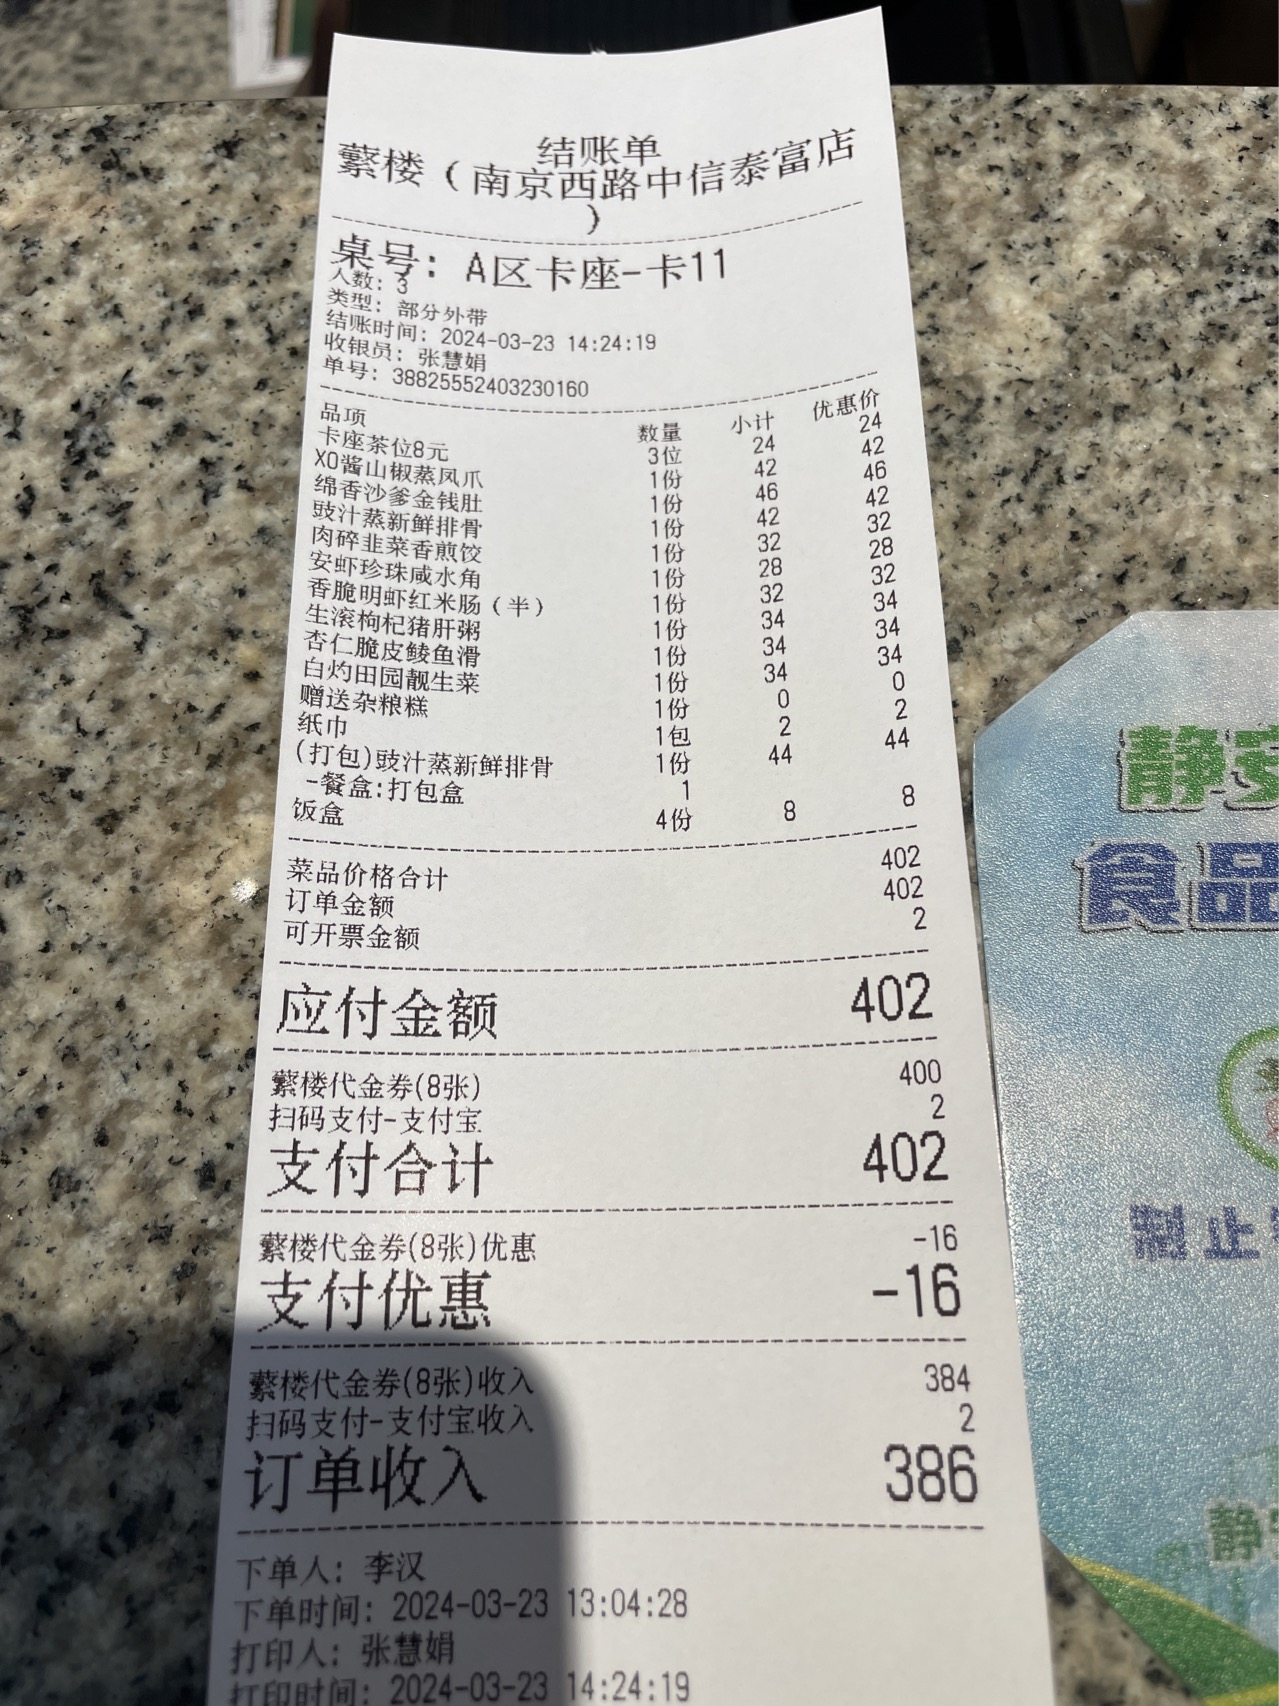 结账单
蘩楼（南京西路中信泰富店
）
桌号：A区卡座-卡11
人数：3
类型：部分外带
结账时间：2024-03-23 14:24:19
收银员：张慧娟
单号：38825552403230160
品项 数量 小计 优惠价
卡座茶位8元 3位 24 24
XO酱山椒蒸凤爪 1份 42 42
绵香沙爹金钱肚 1份 46 46
豉汁蒸新鲜排骨 1份 42 42
肉碎韭菜香煎饺 1份 32 32
安虾珍珠咸水角 1份 28 28
香脆明虾红米肠（半） 1份 32 32
生滚枸杞猪肝粥 1份 34 34
杏仁脆皮鲮鱼滑 1份 34 34
白灼田园靓生菜 1份 34 34
赠送杂粮糕 1份 0 0
纸巾 1包 2 2
(打包)豉汁蒸新鲜排骨 1份 44 44
-餐盒:打包盒 1
饭盒 4份 8 8
菜品价格合计 402
订单金额 402
可开票金额 2
应付金额 402
蘩楼代金券(8张) 400
扫码支付-支付宝 2
支付合计 402
蘩楼代金券(8张)优惠 -16
支付优惠 -16
蘩楼代金券(8张)收入 384
扫码支付-支付宝收入 2
订单收入 386
下单人：李汉
下单时间：2024-03-23 13:04:28
打印人：张慧娟
打印时间：2024-03-23 14:24:19
静安
食品
制止
静